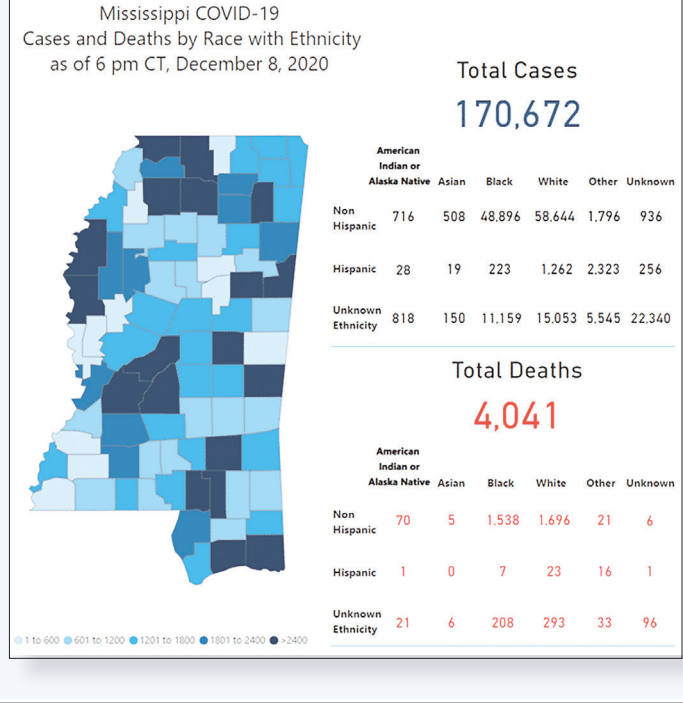 Mississippi COVID-19
Cases and Deaths by Race with Ethnicity
as of 6 pm CT, December 8, 2020
Total Cases
170,672
American
Indian or
Alaska Native Asian Black White Other Unknown
Non
Hispanic 716 508 48,896 58,644 1,796 936
Hispanic 28 19 223 1,262 2,323 256
Unknown
Ethnicity 818 150 11,159 15,053 5,545 22,340
Total Deaths
4,041
American
Indian or
Alaska Native Asian Black White Other Unknown
Non
Hispanic 70 5 1,538 1,696 21 6
Hispanic 1 0 7 23 16 1
Unknown
Ethnicity 21 6 208 293 33 96
1 to 600 601 to 1200 1201 to 1800 1801 to 2400 >2400